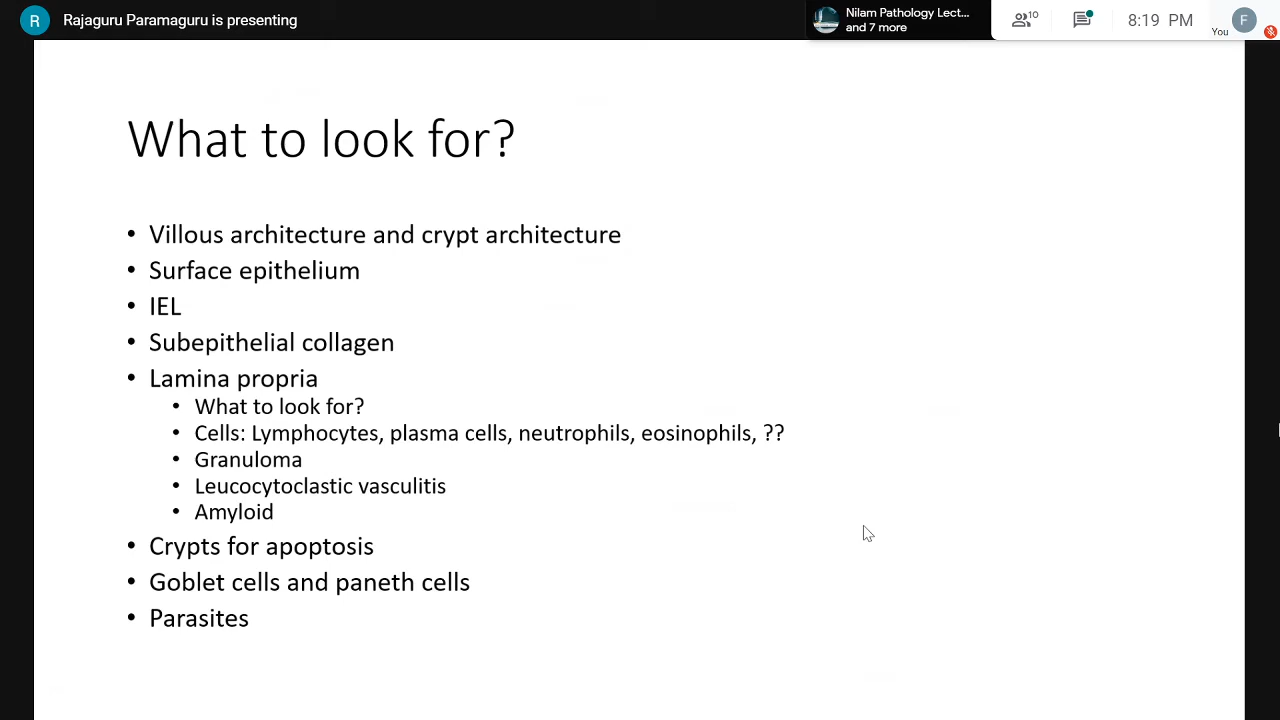 R Rajaguru Paramaguru is presenting
Nilam Pathology Lect...
and 7 more
10
8:19 PM
You
F
What to look for?
• Villous architecture and crypt architecture
• Surface epithelium
• IEL
• Subepithelial collagen
• Lamina propria
• What to look for?
• Cells: Lymphocytes, plasma cells, neutrophils, eosinophils, ??
• Granuloma
• Leucocytoclastic vasculitis
• Amyloid
• Crypts for apoptosis
• Goblet cells and paneth cells
• Parasites